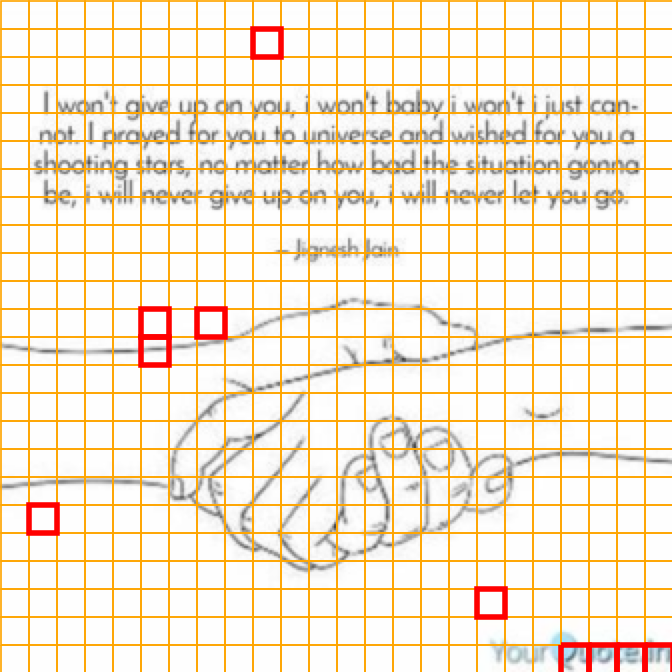 I won't give up on you, i won't baby i won't i just can-
not. I prayed for you to universe and wished for you a
shooting stars, no matter how bad the situation gonna
be, i will never give up on you, i will never let you go.
-- Jignesh Jain
YourQuote.in